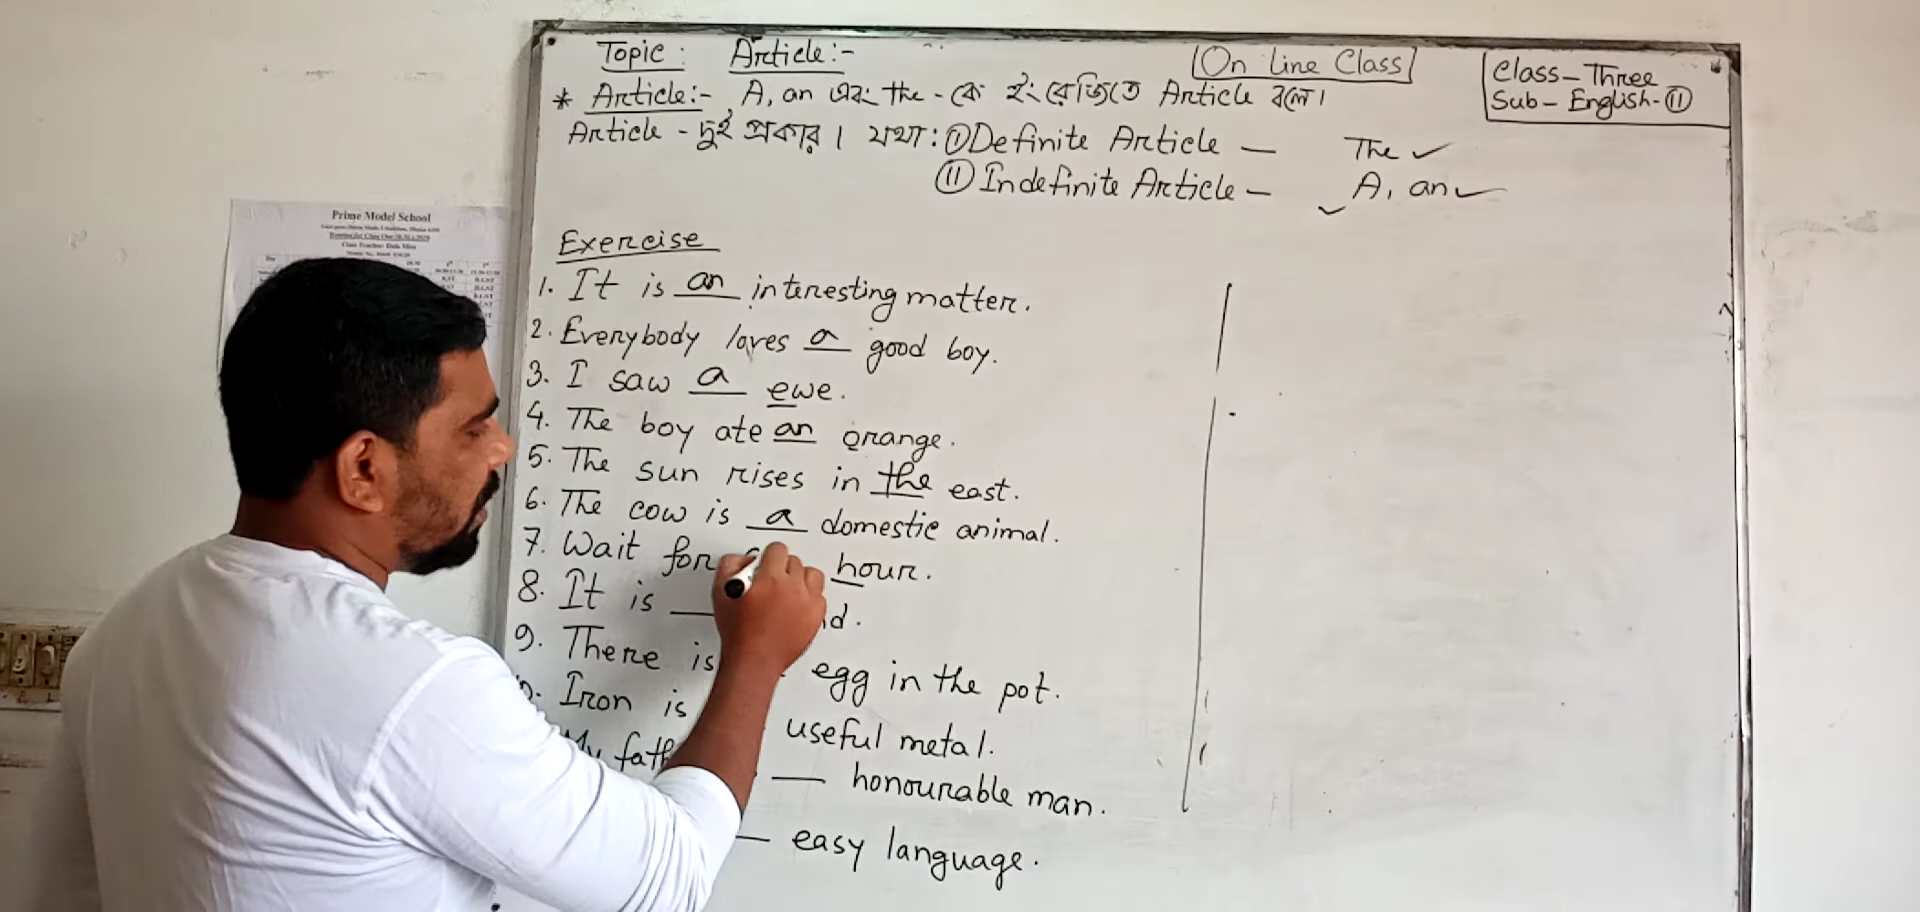 Topic: Article:-
On Line Class
Class-Three
Sub- English-(II)
* Article:- A, an এবং the - কে ইংরেজিতে Article বলে।
Article - দুই প্রকার। যথা: (I) Definite Article — The ✓
(II) Indefinite Article — A, an ✓
Prime Model School
Exercise
1. It is an interesting matter.
2. Everybody loves a good boy.
3. I saw a ewe.
4. The boy ate an orange.
5. The sun rises in the east.
6. The cow is a domestic animal.
7. Wait for hour.
8. It is
9. There is egg in the pot.
Iron is useful metal.
My honourable man.
easy language.